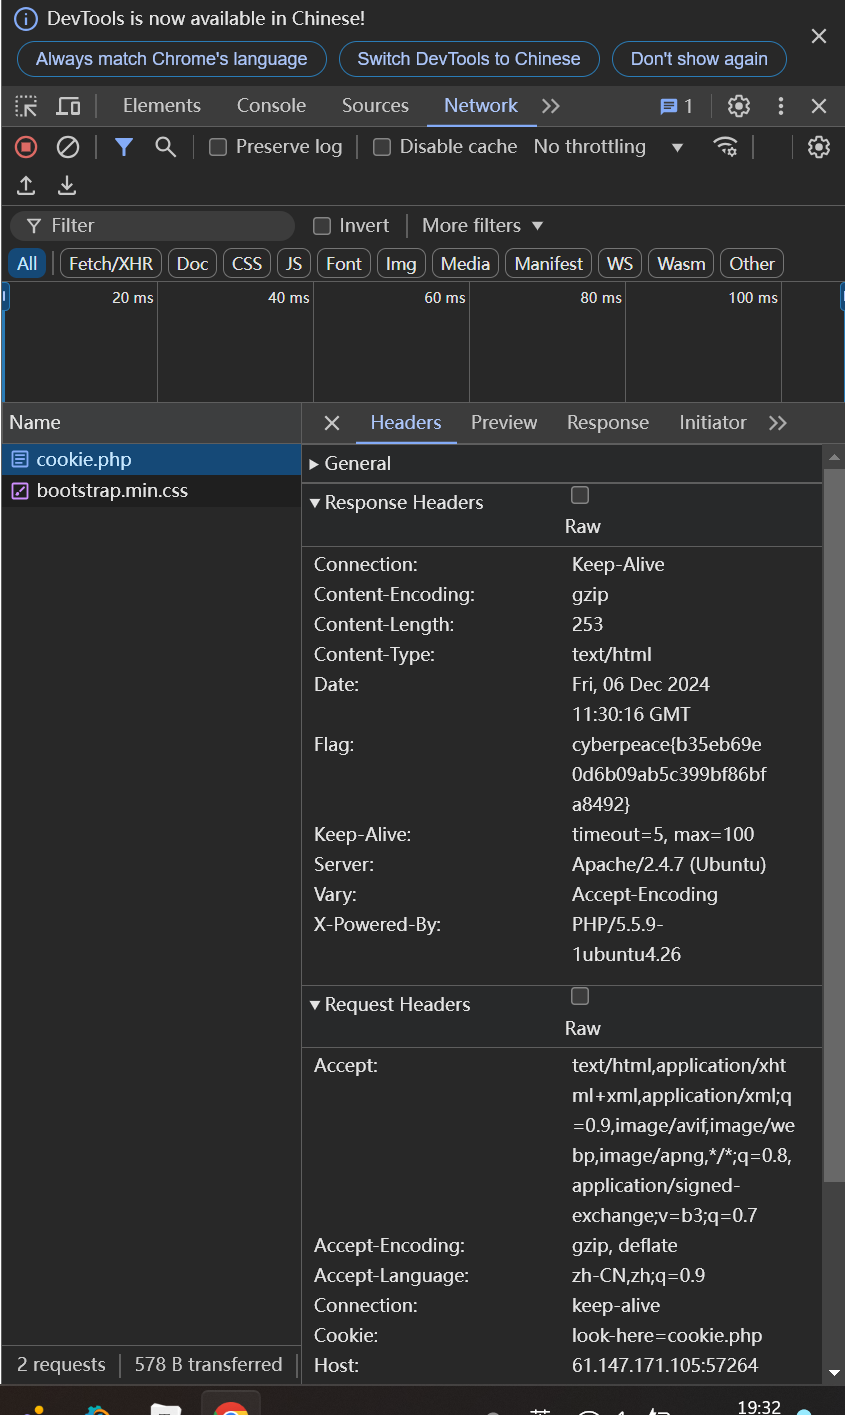 DevTools is now available in Chinese!
Always match Chrome's language
Switch DevTools to Chinese
Don't show again
Elements
Console
Sources
Network
1
Preserve log
Disable cache
No throttling
Filter
Invert
More filters
All
Fetch/XHR
Doc
CSS
JS
Font
Img
Media
Manifest
WS
Wasm
Other
20 ms
40 ms
60 ms
80 ms
100 ms
Name
Headers
Preview
Response
Initiator
cookie.php
bootstrap.min.css
General
Response Headers
Raw
Connection: Keep-Alive
Content-Encoding: gzip
Content-Length: 253
Content-Type: text/html
Date: Fri, 06 Dec 2024
11:30:16 GMT
Flag: cyberpeace{b35eb69e
0d6b09ab5c399bf86bf
a8492}
Keep-Alive: timeout=5, max=100
Server: Apache/2.4.7 (Ubuntu)
Vary: Accept-Encoding
X-Powered-By: PHP/5.5.9-
1ubuntu4.26
Request Headers
Raw
Accept: text/html,application/xht
ml+xml,application/xml;q
=0.9,image/avif,image/we
bp,image/apng,*/*;q=0.8,
application/signed-
exchange;v=b3;q=0.7
Accept-Encoding: gzip, deflate
Accept-Language: zh-CN,zh;q=0.9
Connection: keep-alive
Cookie: look-here=cookie.php
Host: 61.147.171.105:57264
2 requests
578 B transferred
19:32